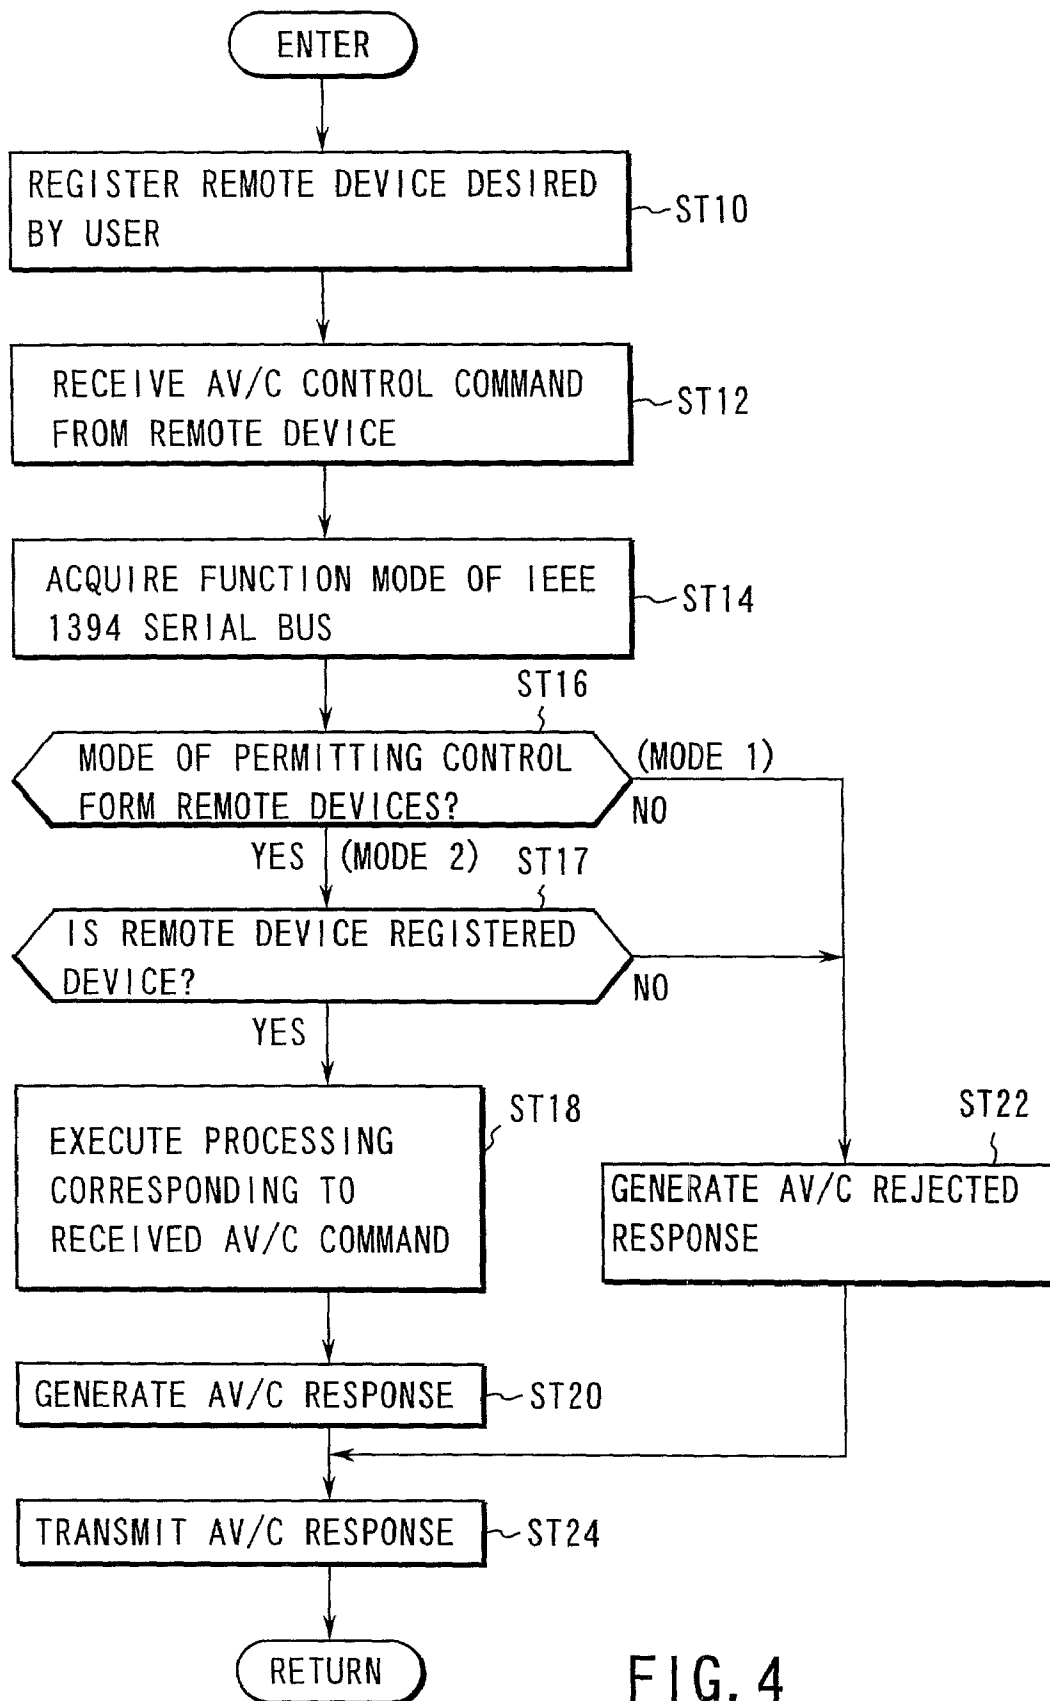 ENTER
REGISTER REMOTE DEVICE DESIRED
BY USER
ST10
RECEIVE AV/C CONTROL COMMAND
FROM REMOTE DEVICE
ST12
ACQUIRE FUNCTION MODE OF IEEE
1394 SERIAL BUS
ST14
ST16
MODE OF PERMITTING CONTROL
FORM REMOTE DEVICES?
(MODE 1)
NO
YES (MODE 2)
ST17
IS REMOTE DEVICE REGISTERED
DEVICE?
NO
YES
ST18
EXECUTE PROCESSING
CORRESPONDING TO
RECEIVED AV/C COMMAND
ST22
GENERATE AV/C REJECTED
RESPONSE
GENERATE AV/C RESPONSE
ST20
TRANSMIT AV/C RESPONSE
ST24
RETURN
FIG. 4